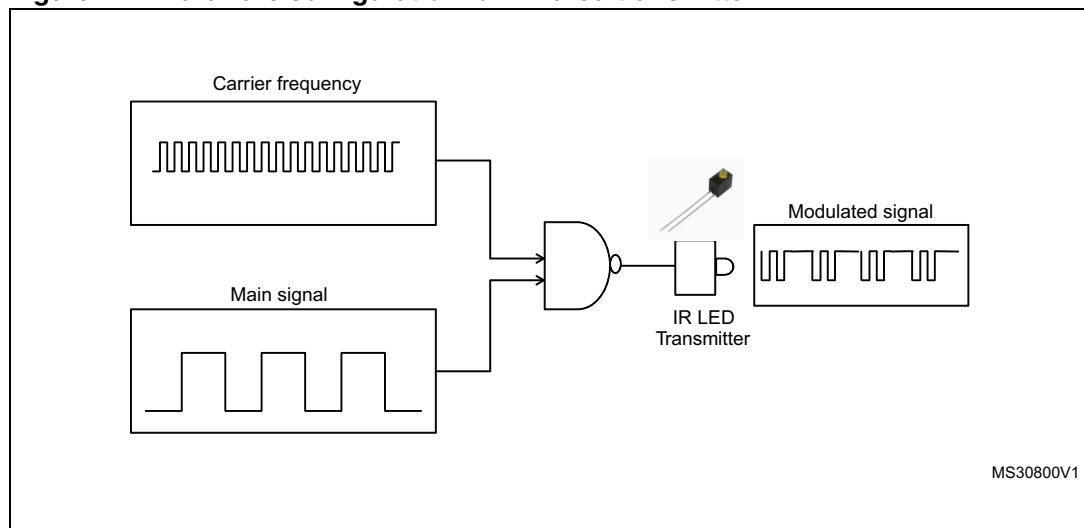 Carrier frequency
Main signal
Modulated signal
IR LED
Transmitter
MS30800V1